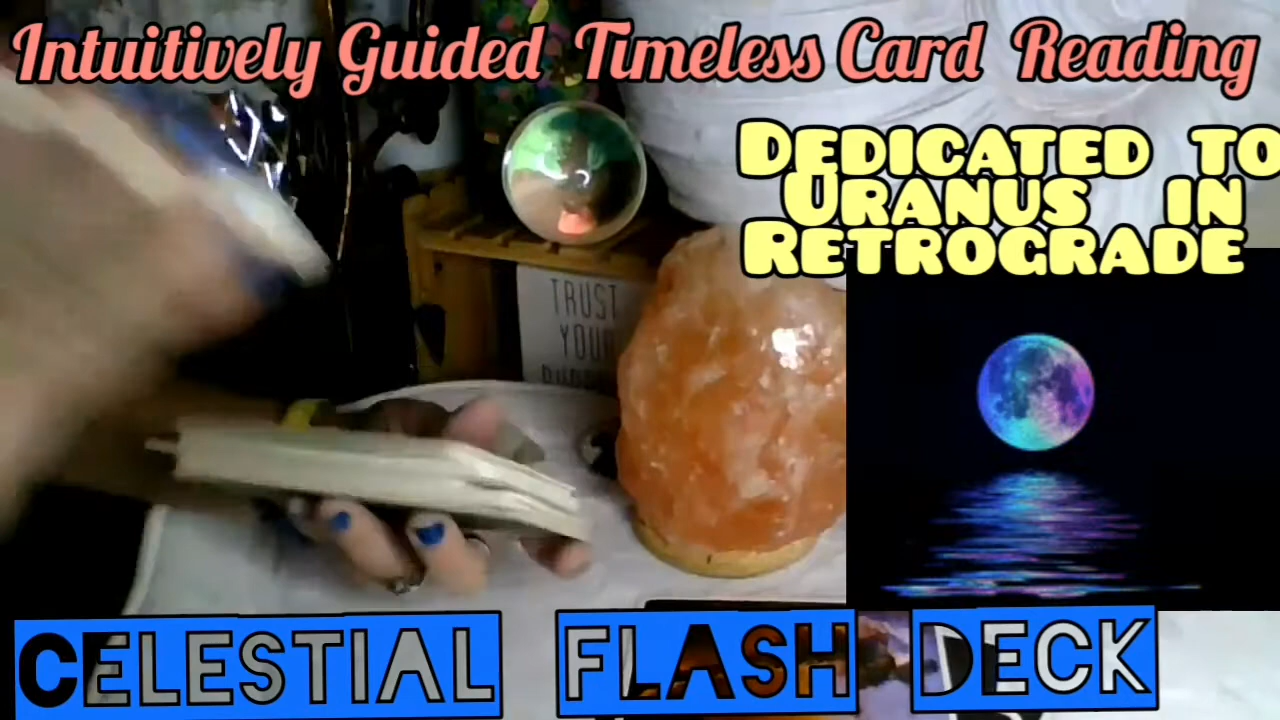 Intuitively Guided Timeless Card Reading
Dedicated to
Uranus in
Retrograde
TRUST
YOUR
CELESTIAL FLASH DECK